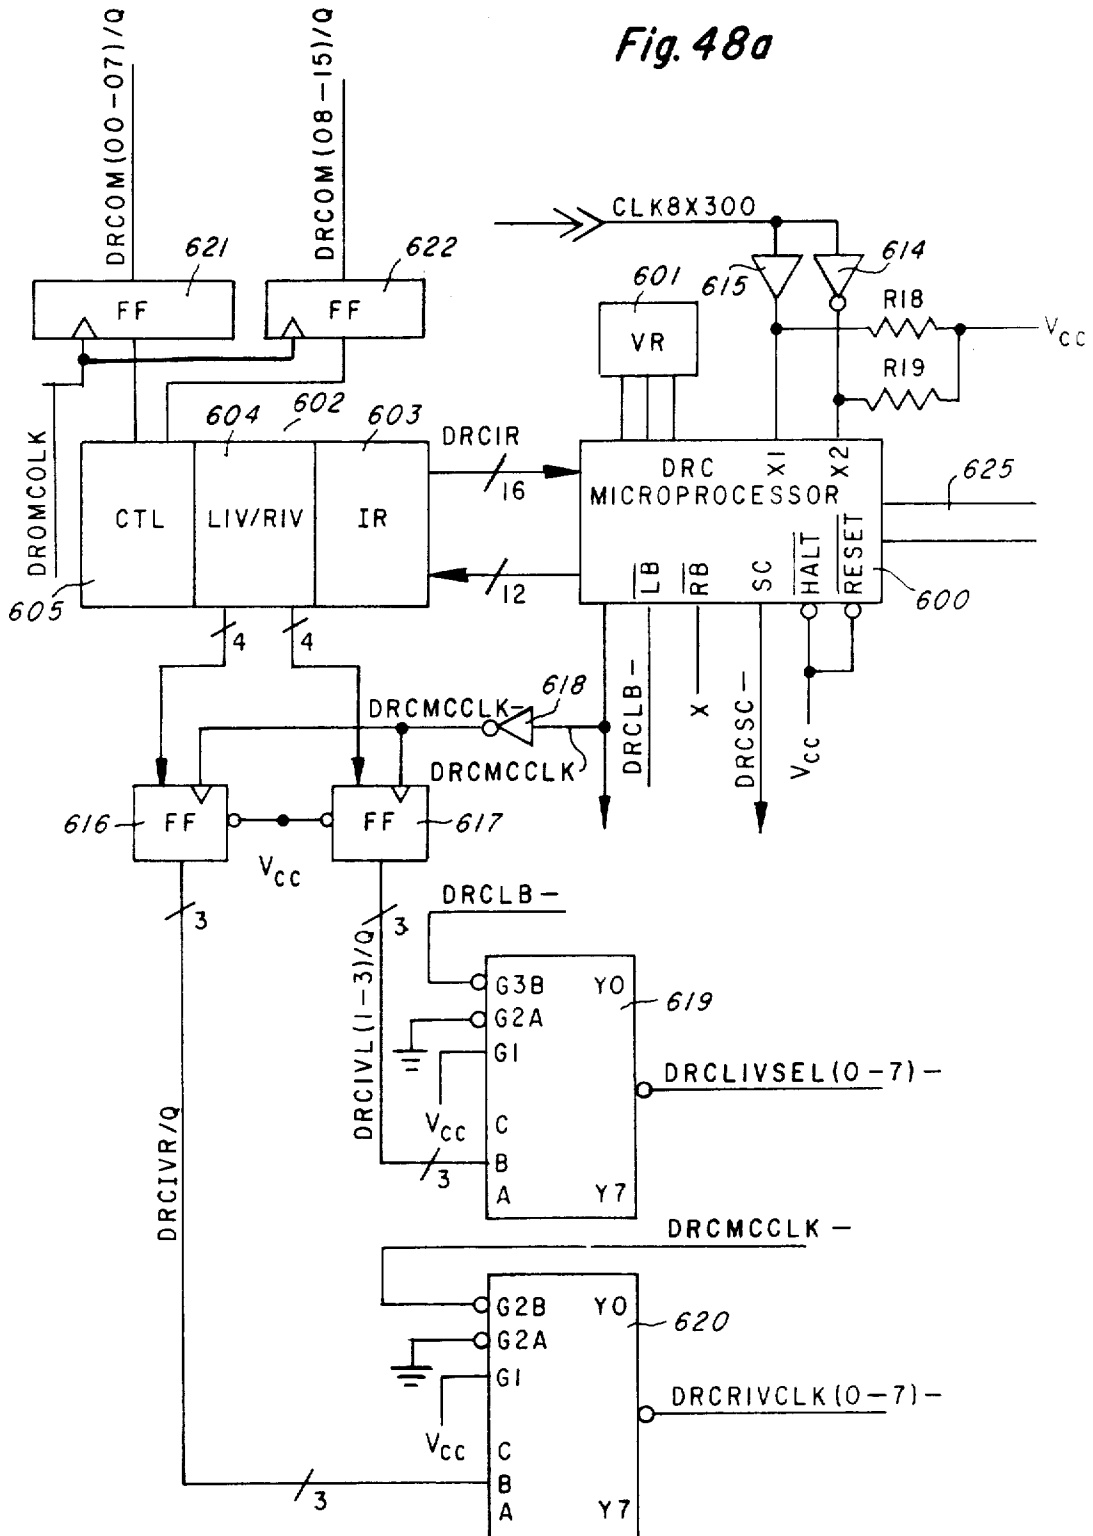 Fig. 48a
DRCOM(00-07)/Q
DRCOM(08-15)/Q
CLK8X300
621
622
FF
FF
615
614
601
VR
R18
VCC
R19
DROMCOLK
604
602
603
605
CTL
LIV/RIV
IR
DRCIR
16
12
DRC
MICROPROCESSOR
X1
X2
625
LB
RB
SC
HALT
RESET
600
4
4
DRCMCCLK-
618
DRCMCCLK
DRCLB-
X
DRCSC-
VCC
616
FF
FF
617
VCC
3
3
DRCLB-
DRCIVL(1-3)/Q
G3B
Y0
619
G2A
G1
VCC
DRCLIVSEL(0-7)-
C
B
A
Y7
3
DRCIVR/Q
DRCMCCLK-
G2B
Y0
620
G2A
G1
VCC
DRCRIVCLK(0-7)-
C
B
A
Y7
3